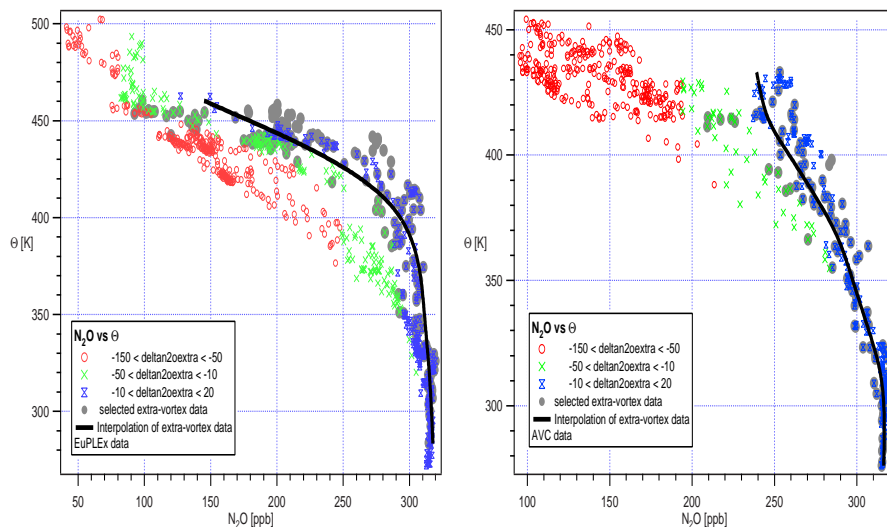 500
450
400
350
300
Θ [K]
N2O vs Θ
-150 < deltan2oextra < -50
-50 < deltan2oextra < -10
-10 < deltan2oextra < 20
selected extra-vortex data
Interpolation of extra-vortex data
EuPLEx data
50 100 150 200 250 300
N2O [ppb]
450
400
350
300
Θ [K]
N2O vs Θ
-150 < deltan2oextra < -50
-50 < deltan2oextra < -10
-10 < deltan2oextra < 20
selected extra-vortex data
Interpolation of extra-vortex data
AVC data
100 150 200 250 300
N2O [ppb]